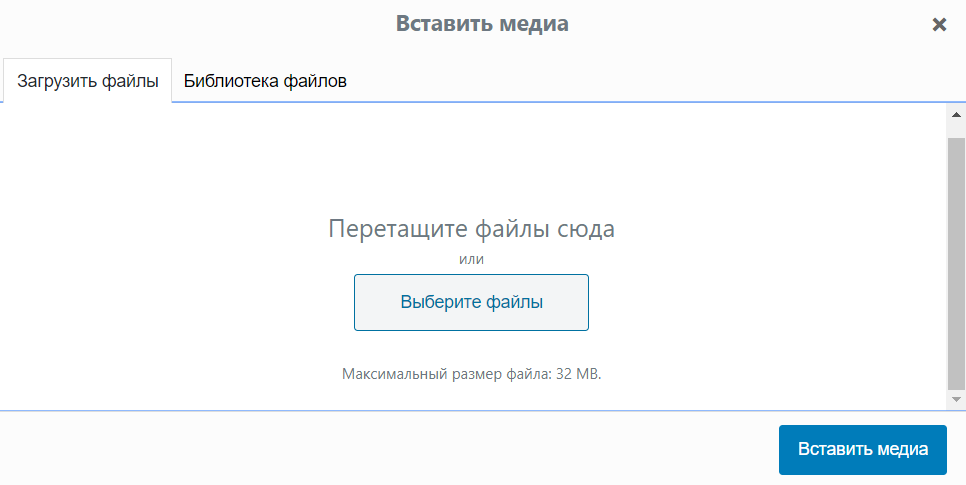 Вставить медиа
Загрузить файлы Библиотека файлов
Перетащите файлы сюда
или
Выберите файлы
Максимальный размер файла: 32 MB.
Вставить медиа